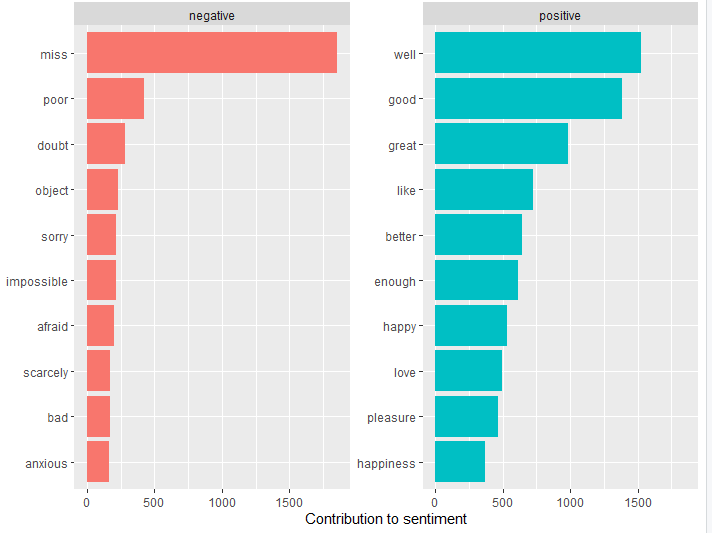 negative
miss
poor
doubt
object
sorry
impossible
afraid
scarcely
bad
anxious
0 500 1000 1500
positive
well
good
great
like
better
enough
happy
love
pleasure
happiness
0 500 1000 1500
Contribution to sentiment